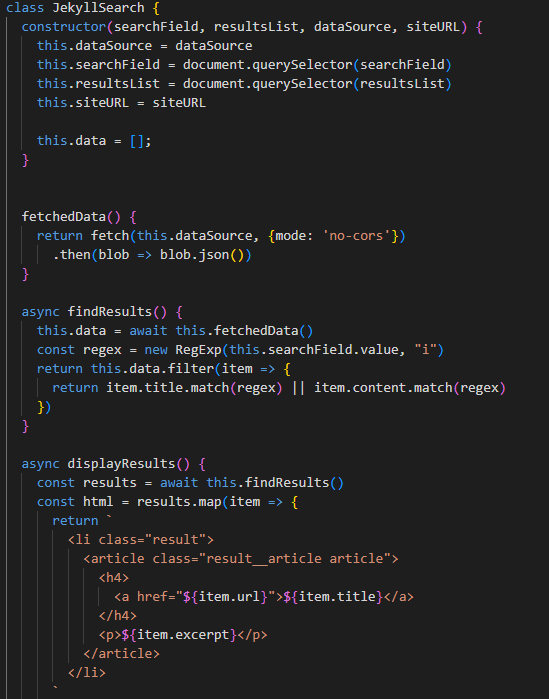 class JekyllSearch {
  constructor(searchField, resultsList, dataSource, siteURL) {
    this.dataSource = dataSource
    this.searchField = document.querySelector(searchField)
    this.resultsList = document.querySelector(resultsList)
    this.siteURL = siteURL

    this.data = [];
  }


  fetchedData() {
    return fetch(this.dataSource, {mode: 'no-cors'})
      .then(blob => blob.json())
  }

  async findResults() {
    this.data = await this.fetchedData()
    const regex = new RegExp(this.searchField.value, "i")
    return this.data.filter(item => {
      return item.title.match(regex) || item.content.match(regex)
    })
  }

  async displayResults() {
    const results = await this.findResults()
    const html = results.map(item => {
      return `
        <li class="result">
          <article class="result__article article">
            <h4>
              <a href="${item.url}">${item.title}</a>
            </h4>
            <p>${item.excerpt}</p>
          </article>
        </li>
      `